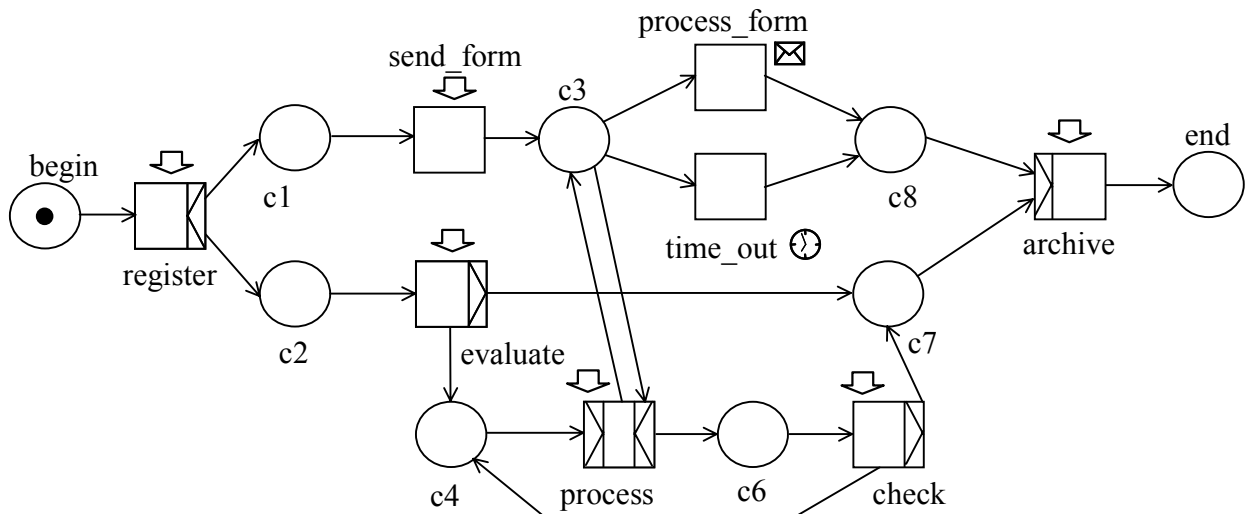 process_form
send_form
c3
begin
end
c1
c8
register
time_out
archive
c2
evaluate
c7
c4
process
c6
check